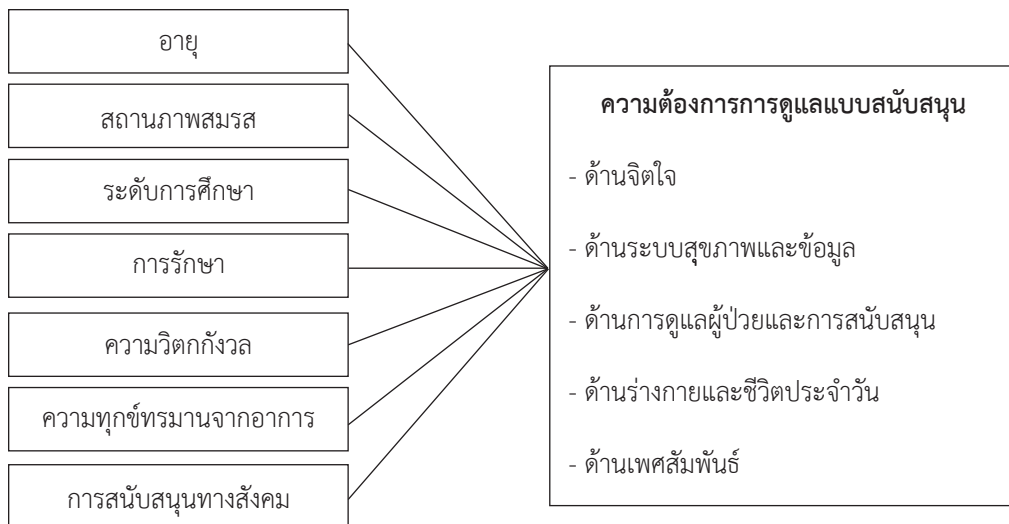 อายุ
สถานภาพสมรส
ระดับการศึกษา
การรักษา
ความวิตกกังวล
ความทุกข์ทรมานจากอาการ
การสนับสนุนทางสังคม
ความต้องการการดูแลแบบสนับสนุน
- ด้านจิตใจ
- ด้านระบบสุขภาพและข้อมูล
- ด้านการดูแลผู้ป่วยและการสนับสนุน
- ด้านร่างกายและชีวิตประจำวัน
- ด้านเพศสัมพันธ์